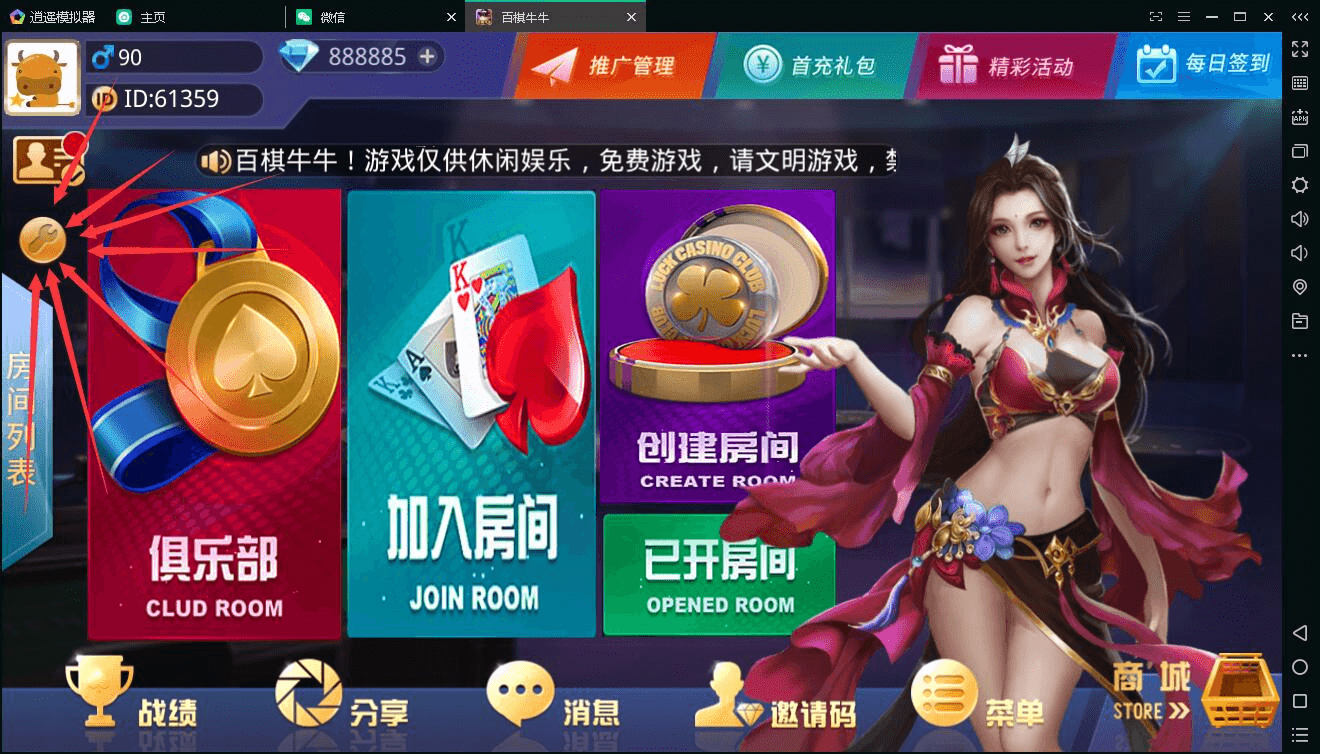 逍遥模拟器
主页
微信
百棋牛牛
90
888885
推广管理
首充礼包
精彩活动
每日签到
ID
ID:61359
百棋牛牛！游戏仅供休闲娱乐，免费游戏，请文明游戏，
LUCK CASINO CLUB
LUCK
CLUB
K
K
A
K
房间列表
创建房间
CREATE ROOM
加入房间
JOIN ROOM
俱乐部
CLUD ROOM
已开房间
OPENED ROOM
战绩
分享
消息
邀请码
菜单
商城
STORE
APK